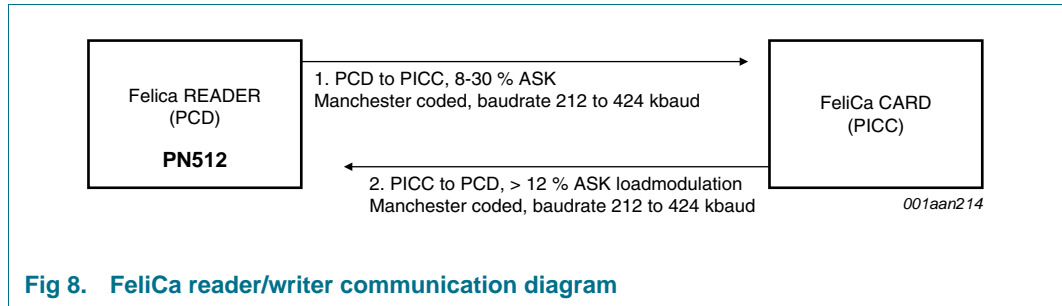 Felica READER
(PCD)
PN512
1. PCD to PICC, 8-30 % ASK
Manchester coded, baudrate 212 to 424 kbaud
2. PICC to PCD, > 12 % ASK loadmodulation
Manchester coded, baudrate 212 to 424 kbaud
FeliCa CARD
(PICC)
001aan214
Fig 8. FeliCa reader/writer communication diagram